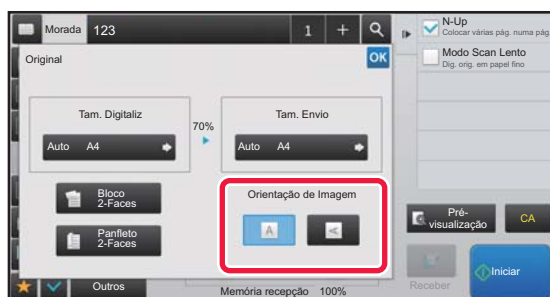 Morada 123 1
N-Up
Colocar várias pág. numa pág.
Modo Scan Lento
Dig. orig. em papel fino
Original
OK
Tam. Digitaliz
70%
Tam. Envio
Auto A4
Auto A4
Bloco
2-Faces
Panfleto
2-Faces
Orientação de Imagem
A
A
Pré-
visualização
CA
Outros
Memória recepção 100%
Receber
Iniciar